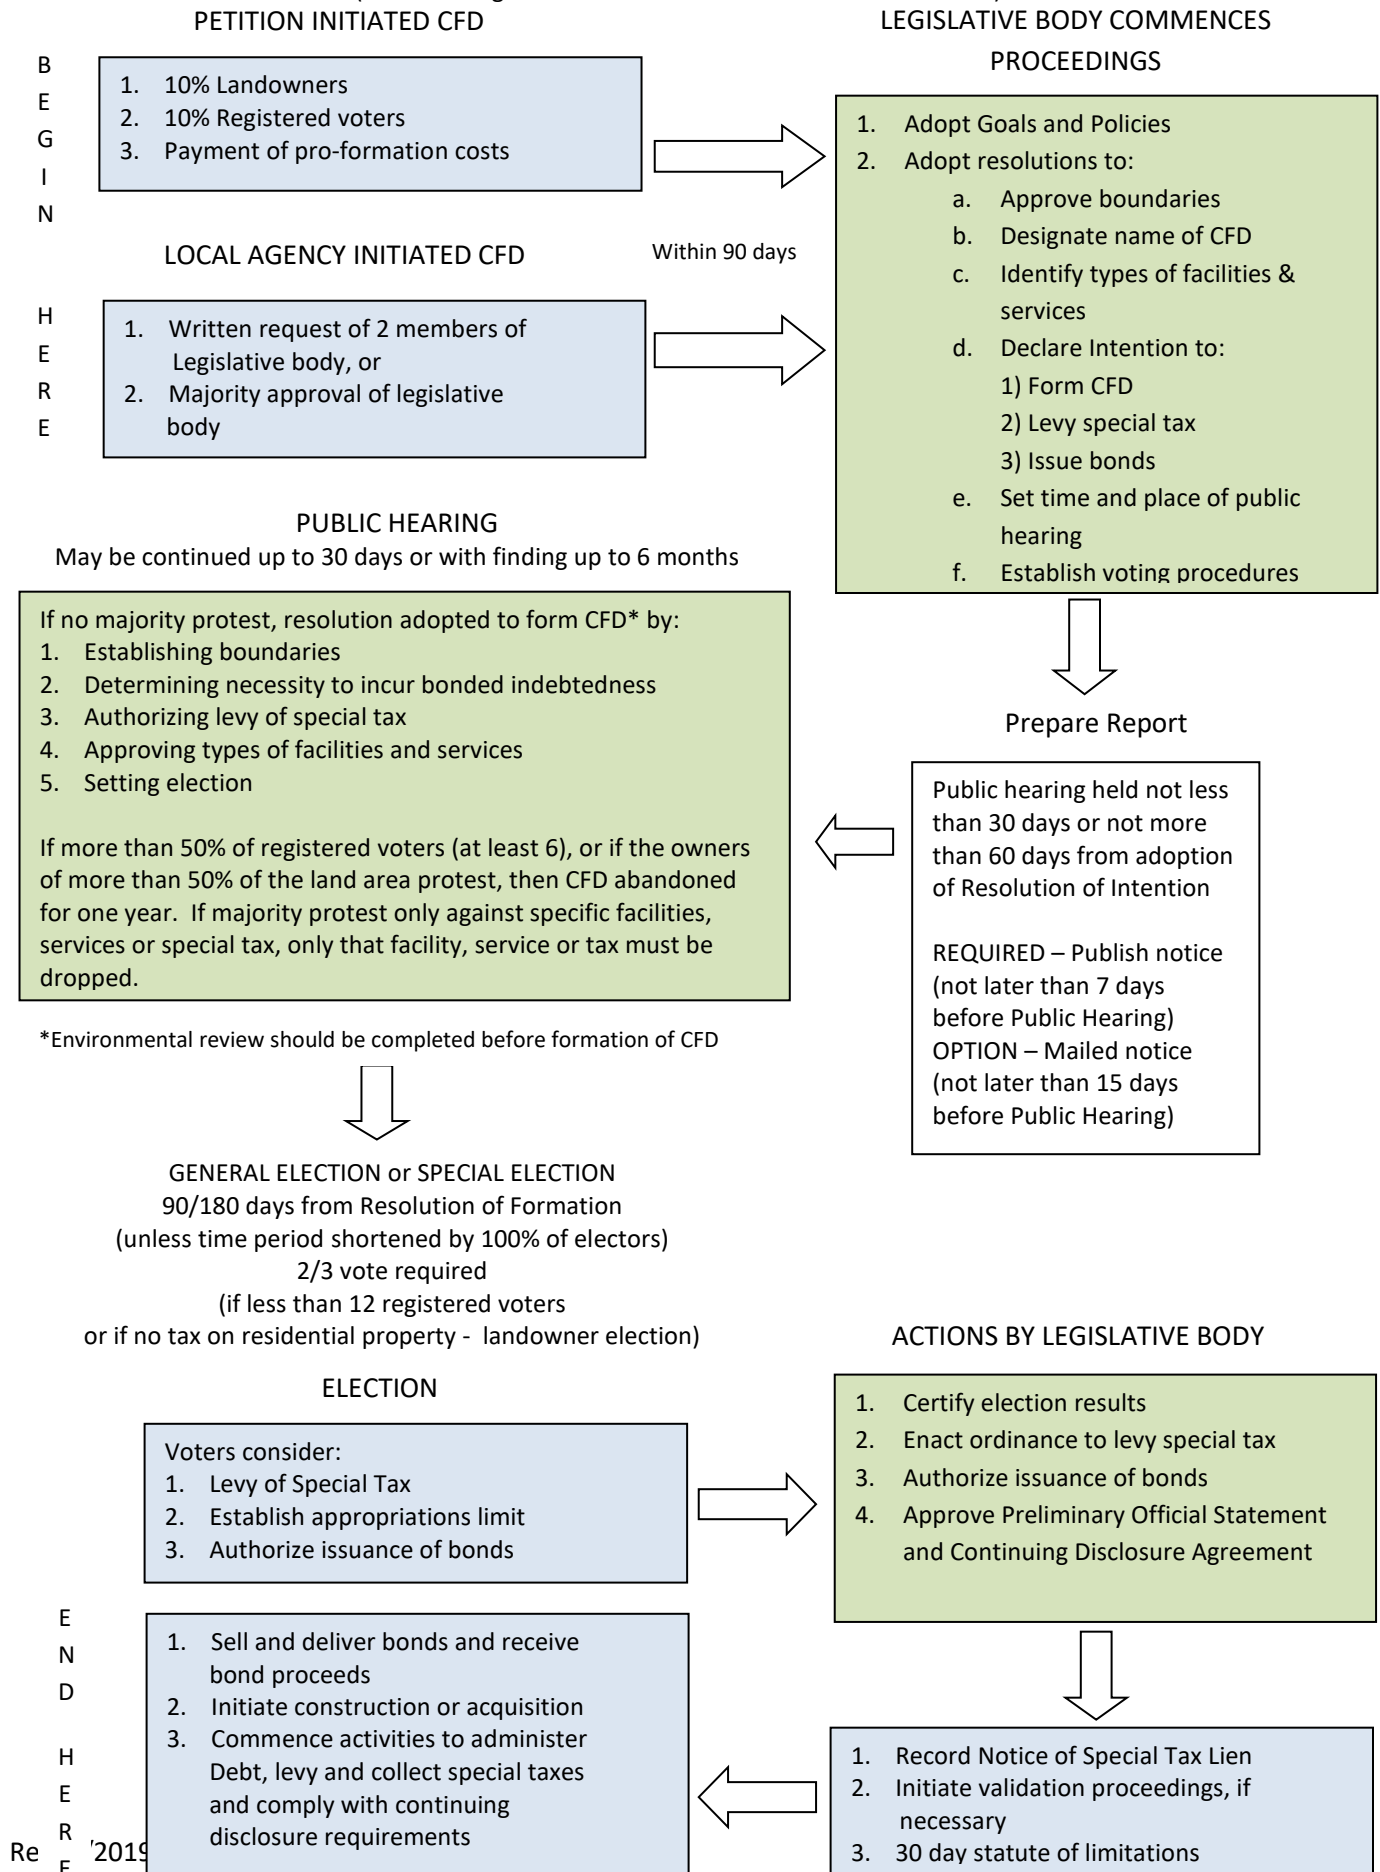 PETITION INITIATED CFD
B
E
G
I
N
1. 10% Landowners
2. 10% Registered voters
3. Payment of pro-formation costs
LOCAL AGENCY INITIATED CFD
Within 90 days
H
E
R
E
1. Written request of 2 members of
Legislative body, or
2. Majority approval of legislative
body
LEGISLATIVE BODY COMMENCES
PROCEEDINGS
1. Adopt Goals and Policies
2. Adopt resolutions to:
a. Approve boundaries
b. Designate name of CFD
c. Identify types of facilities &
services
d. Declare Intention to:
1) Form CFD
2) Levy special tax
3) Issue bonds
e. Set time and place of public
hearing
f. Establish voting procedures
Prepare Report
Public hearing held not less
than 30 days or not more
than 60 days from adoption
of Resolution of Intention
REQUIRED – Publish notice
(not later than 7 days
before Public Hearing)
OPTION – Mailed notice
(not later than 15 days
before Public Hearing)
PUBLIC HEARING
May be continued up to 30 days or with finding up to 6 months
If no majority protest, resolution adopted to form CFD* by:
1. Establishing boundaries
2. Determining necessity to incur bonded indebtedness
3. Authorizing levy of special tax
4. Approving types of facilities and services
5. Setting election
If more than 50% of registered voters (at least 6), or if the owners
of more than 50% of the land area protest, then CFD abandoned
for one year. If majority protest only against specific facilities,
services or special tax, only that facility, service or tax must be
dropped.
*Environmental review should be completed before formation of CFD
GENERAL ELECTION or SPECIAL ELECTION
90/180 days from Resolution of Formation
(unless time period shortened by 100% of electors)
2/3 vote required
(if less than 12 registered voters
or if no tax on residential property - landowner election)
ELECTION
Voters consider:
1. Levy of Special Tax
2. Establish appropriations limit
3. Authorize issuance of bonds
ACTIONS BY LEGISLATIVE BODY
1. Certify election results
2. Enact ordinance to levy special tax
3. Authorize issuance of bonds
4. Approve Preliminary Official Statement
and Continuing Disclosure Agreement
1. Record Notice of Special Tax Lien
2. Initiate validation proceedings, if
necessary
3. 30 day statute of limitations
E
N
D
H
E
R
E
1. Sell and deliver bonds and receive
bond proceeds
2. Initiate construction or acquisition
3. Commence activities to administer
Debt, levy and collect special taxes
and comply with continuing
disclosure requirements
Re /2019